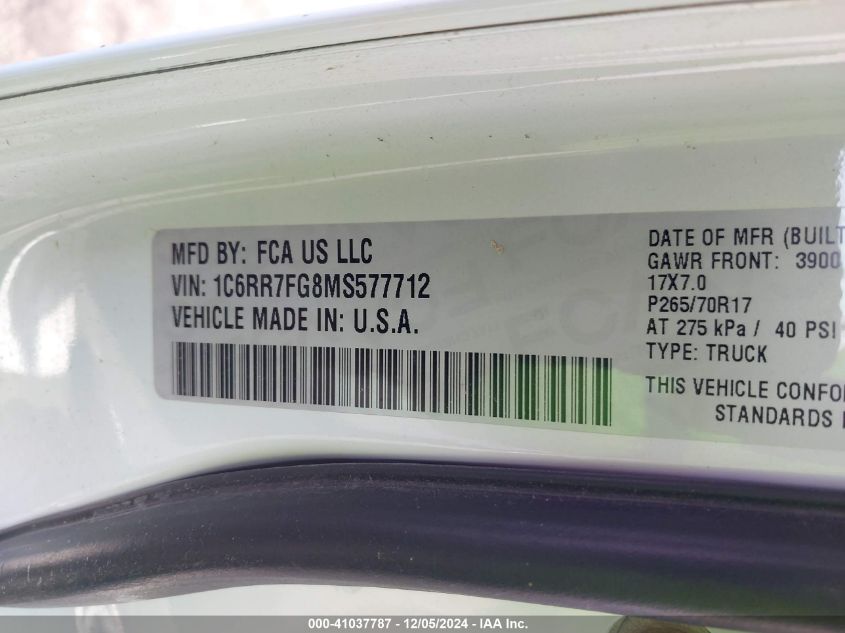 MFD BY: FCA US LLC
VIN: 1C6RR7FG8MS577712
VEHICLE MADE IN: U.S.A.
DATE OF MFR (BUILT
GAWR FRONT: 3900
17X7.0
P265/70R17
AT 275 kPa / 40 PSI
TYPE: TRUCK
THIS VEHICLE CONFO
STANDARDS
000-41037787 - 12/05/2024 - IAA Inc.